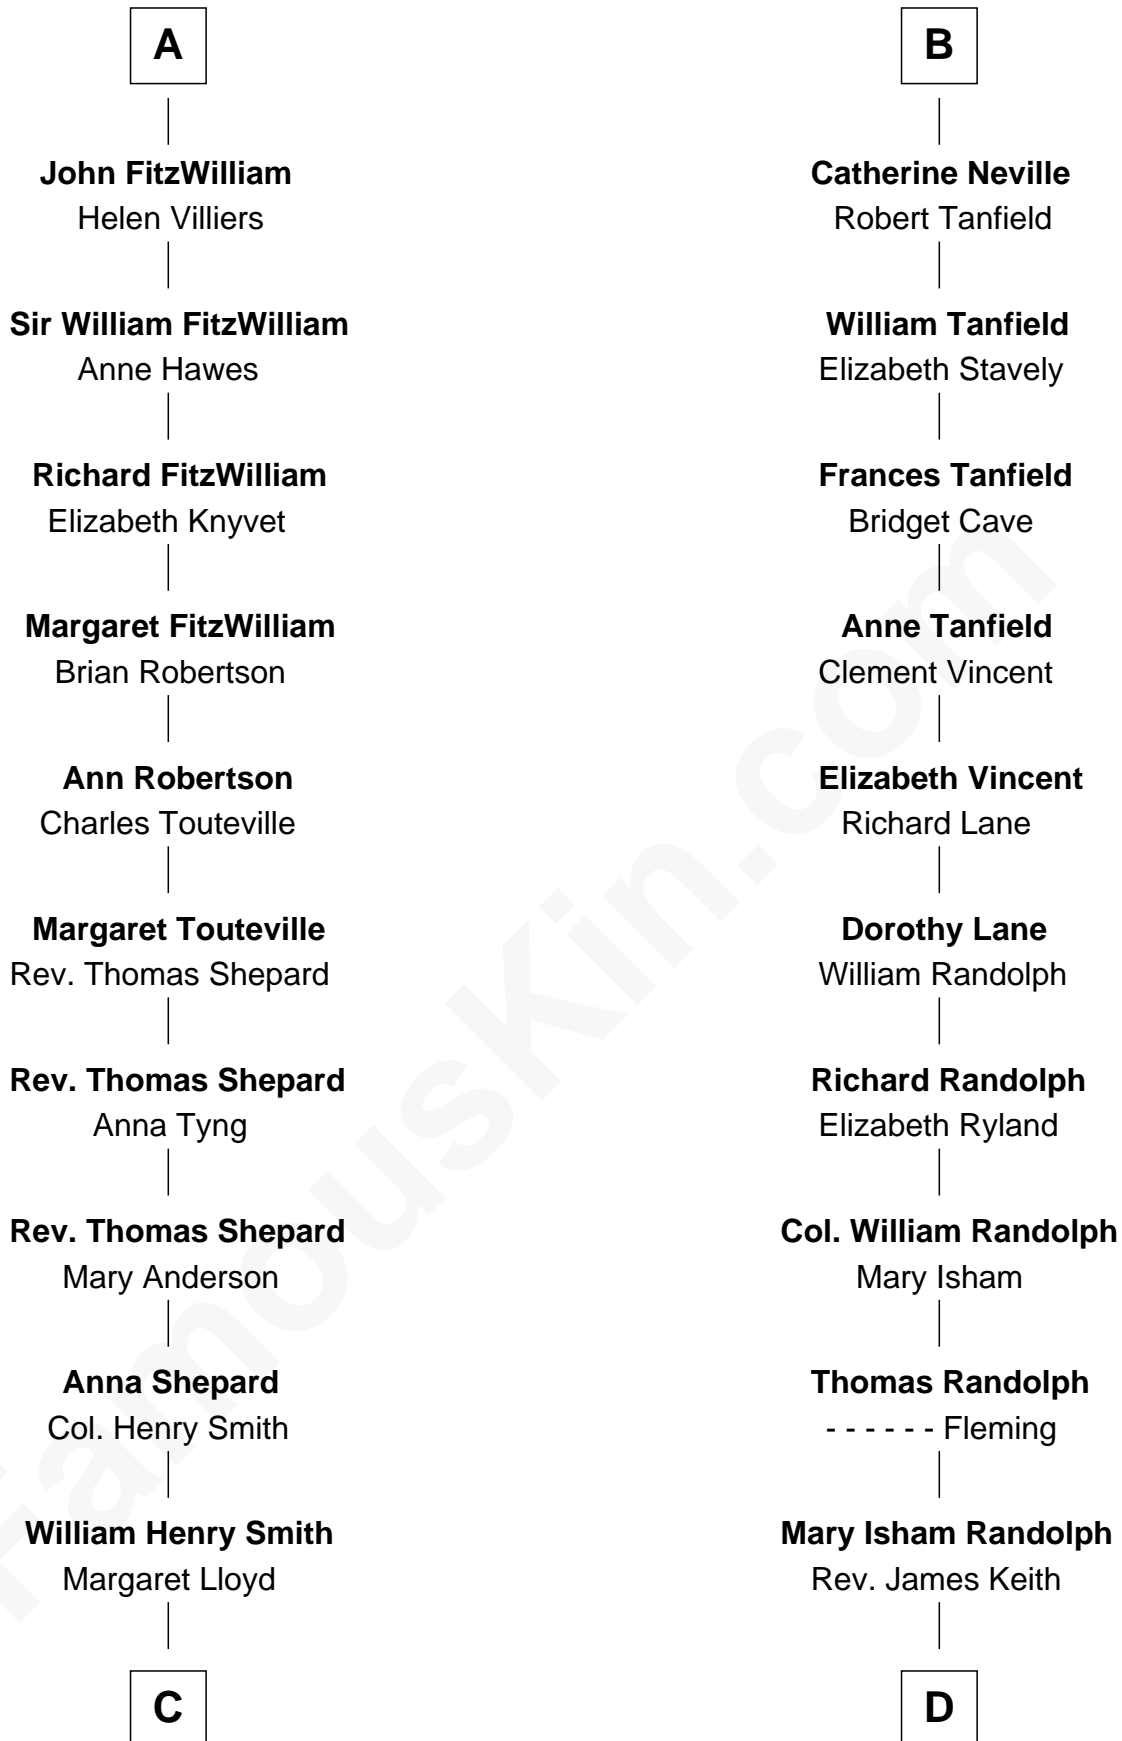 A
John FitzWilliam
Helen Villiers
Sir William FitzWilliam
Anne Hawes
Richard FitzWilliam
Elizabeth Knyvet
Margaret FitzWilliam
Brian Robertson
Ann Robertson
Charles Touteville
Margaret Touteville
Rev. Thomas Shepard
Rev. Thomas Shepard
Anna Tyng
Rev. Thomas Shepard
Mary Anderson
Anna Shepard
Col. Henry Smith
William Henry Smith
Margaret Lloyd
C
B
Catherine Neville
Robert Tanfield
William Tanfield
Elizabeth Stavely
Frances Tanfield
Bridget Cave
Anne Tanfield
Clement Vincent
Elizabeth Vincent
Richard Lane
Dorothy Lane
William Randolph
Richard Randolph
Elizabeth Ryland
Col. William Randolph
Mary Isham
Thomas Randolph
- - - - - - Fleming
Mary Isham Randolph
Rev. James Keith
D
FamousKin.com